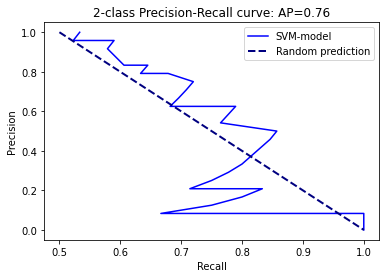 2-class Precision-Recall curve: AP=0.76
SVM-model
Random prediction
Precision
1.0
0.8
0.6
0.4
0.2
0.0
0.5 0.6 0.7 0.8 0.9 1.0
Recall